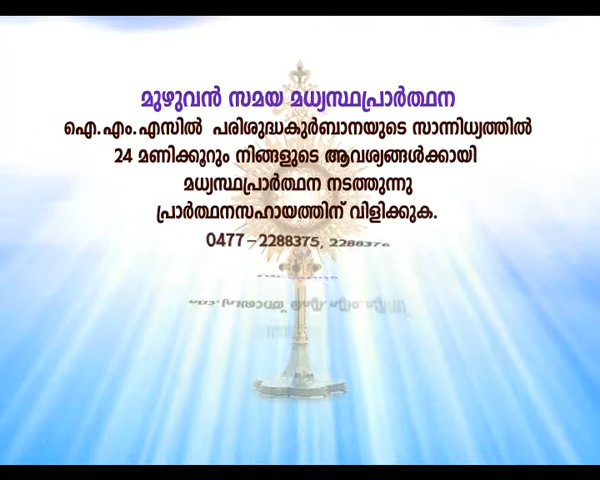 മുഴുവൻ സമയ മധ്യസ്ഥപ്രാർത്ഥന
ഐ.എം.എസിൽ പരിശുദ്ധകുർബാനയുടെ സാന്നിധ്യത്തിൽ
24 മണിക്കൂറും നിങ്ങളുടെ ആവശ്യങ്ങൾക്കായി
മധ്യസ്ഥപ്രാർത്ഥന നടത്തുന്നു
പ്രാർത്ഥനസഹായത്തിന് വിളിക്കുക.
0477-2288375, 2288376